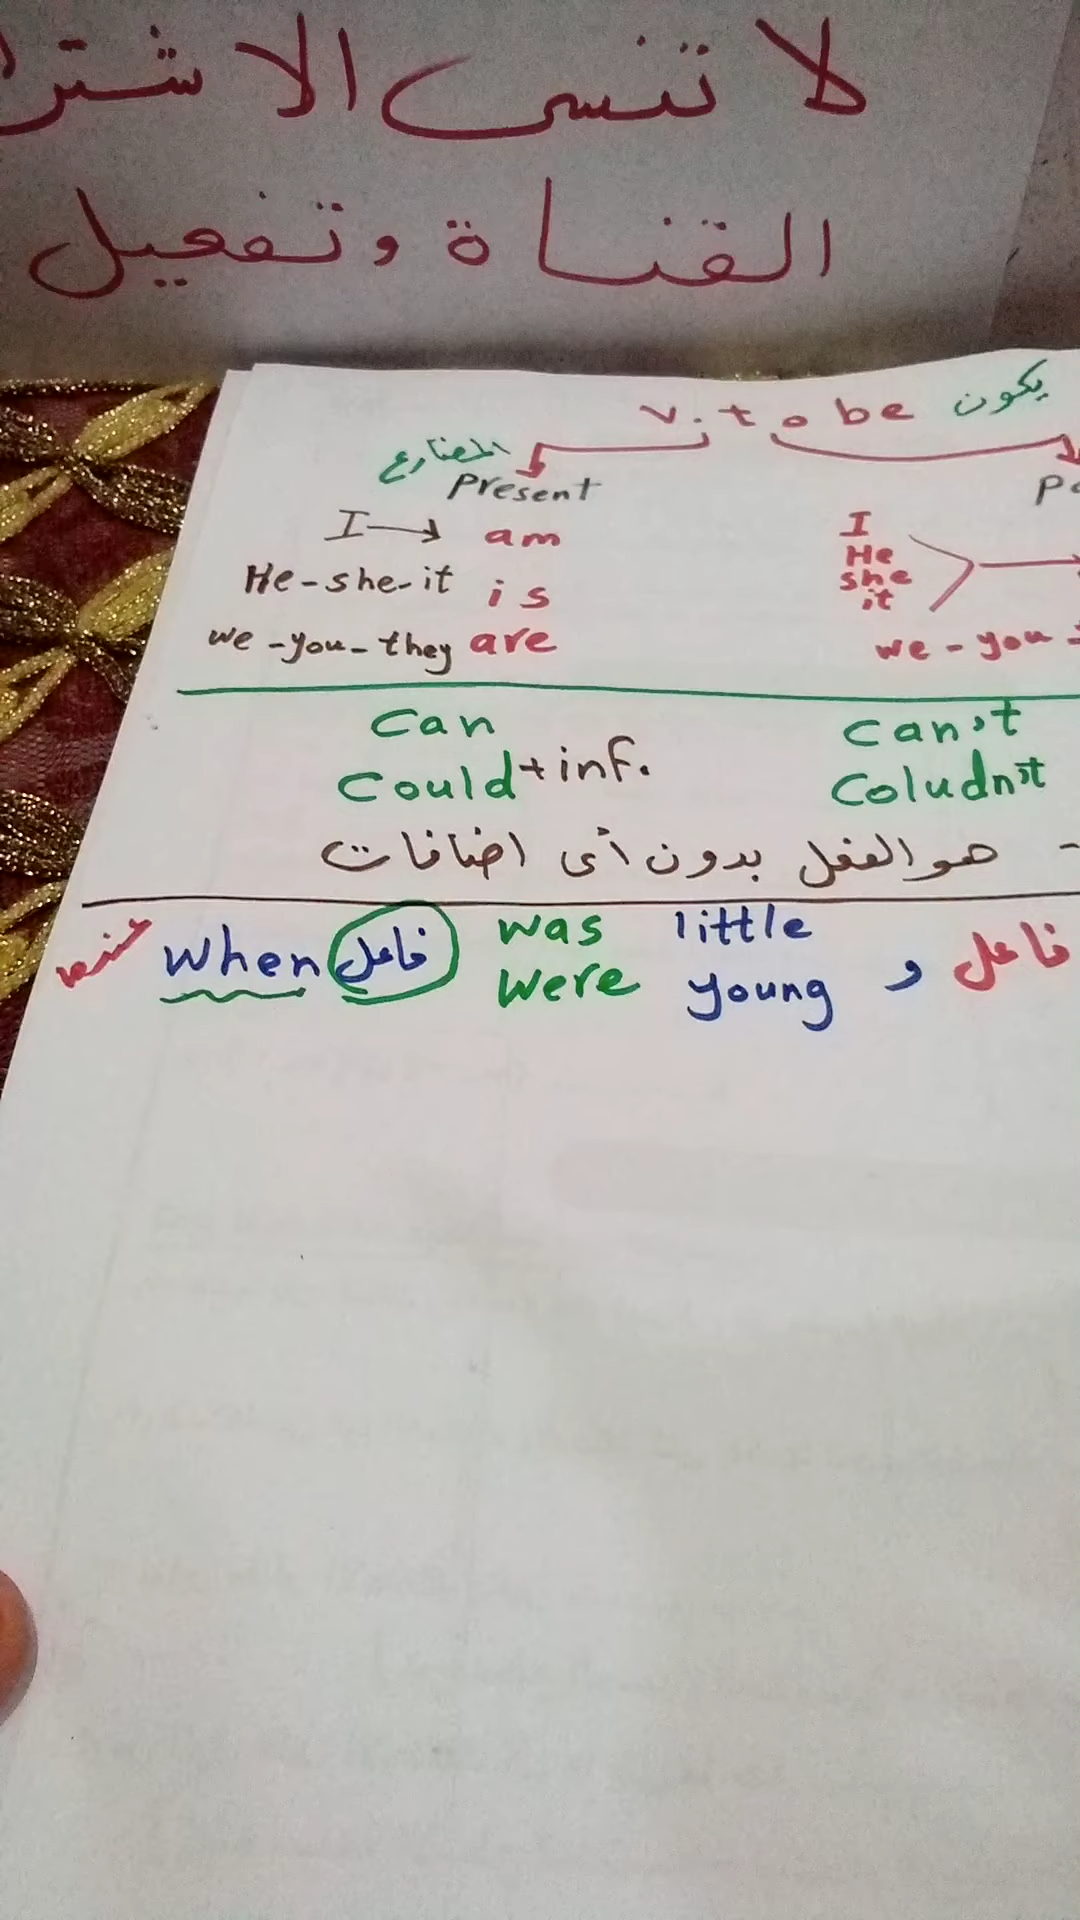 لا تنسى الاشترا
القناة وتفعيل
v. to be يكون
المضارع
Present
I → am
He-she-it is
we-you-they are
I
He
she
it
we - you
Can
Could + inf.
Can't
Coludn't
- هو الفعل بدون أى اضافات
عندما when فاعل was little
were young , فاعل